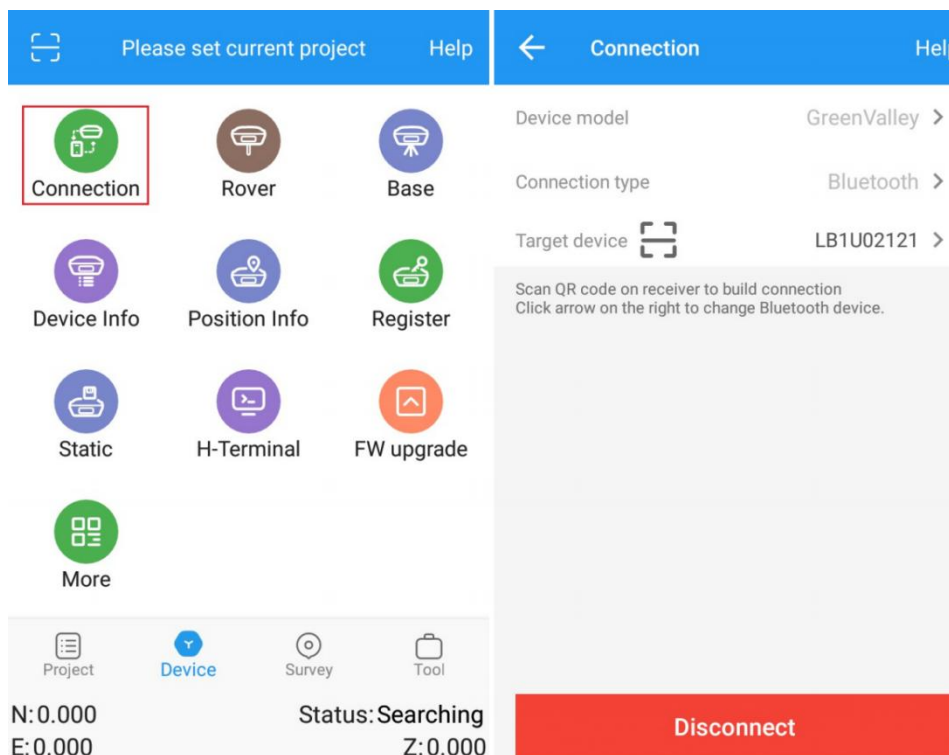 Please set current project Help
Connection Rover Base
Device Info Position Info Register
Static H-Terminal FW upgrade
More
Project Device Survey Tool
N:0.000 Status:Searching
E:0.000 Z:0.000
Connection Hel
Device model GreenValley >
Connection type Bluetooth >
Target device LB1U02121 >
Scan QR code on receiver to build connection
Click arrow on the right to change Bluetooth device.
Disconnect